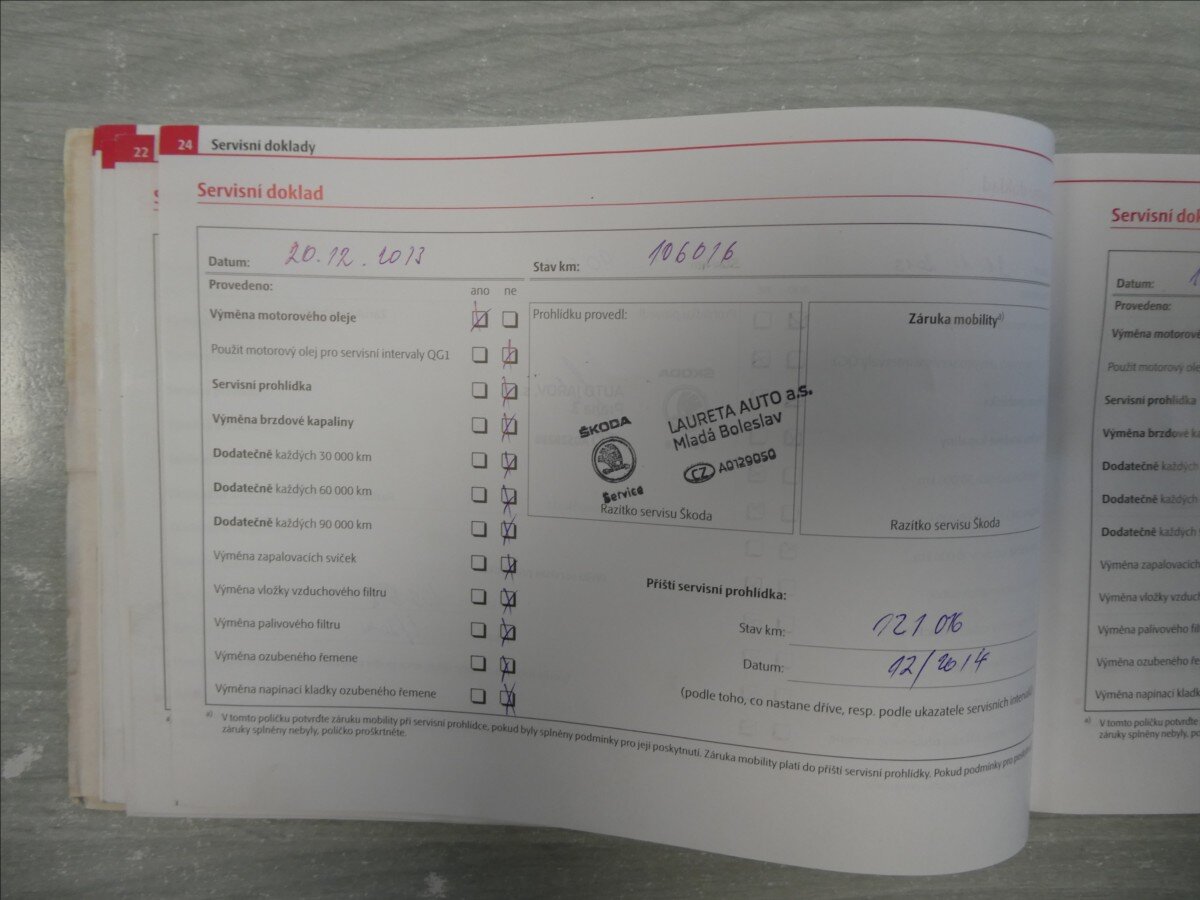 22
24 Servisní doklady
Servisní doklad
Datum: 20.12.2013
Stav km: 106016
Provedeno:
ano ne
Výměna motorového oleje
Použit motorový olej pro servisní intervaly QG1
Servisní prohlídka
Výměna brzdové kapaliny
Dodatečně každých 30 000 km
Dodatečně každých 60 000 km
Dodatečně každých 90 000 km
Výměna zapalovacích svíček
Výměna vložky vzduchového filtru
Výměna palivového filtru
Výměna ozubeného řemene
Výměna napínací kladky ozubeného řemene
Prohlídku provedl:
ŠKODA
Service
LAURETA AUTO a.s.
Mladá Boleslav
CZ A0129050
Razítko servisu Škoda
Záruka mobility a)
Razítko servisu Škoda
Příští servisní prohlídka:
Stav km: 121 016
Datum: 12/2014
(podle toho, co nastane dříve, resp. podle ukazatele servisních intervalů)
a) V tomto políčku potvrďte záruku mobility při servisní prohlídce, pokud byly splněny podmínky pro její poskytnutí. Záruka mobility platí do příští servisní prohlídky. Pokud podmínky pro
záruky splněny nebyly, políčko proškrtněte.
Servisní dok
Datum: 1
Provedeno:
Výměna motorové
Použit motorový ole
Servisní prohlídka
Výměna brzdové ka
Dodatečně každých
Dodatečně každých
Dodatečně každých
Výměna zapalovacích
Výměna vložky vzduc
Výměna palivového fil
Výměna ozubeného ře
Výměna napínací kladk
a) V tomto políčku potvrďte
záruky splněny nebyly, po